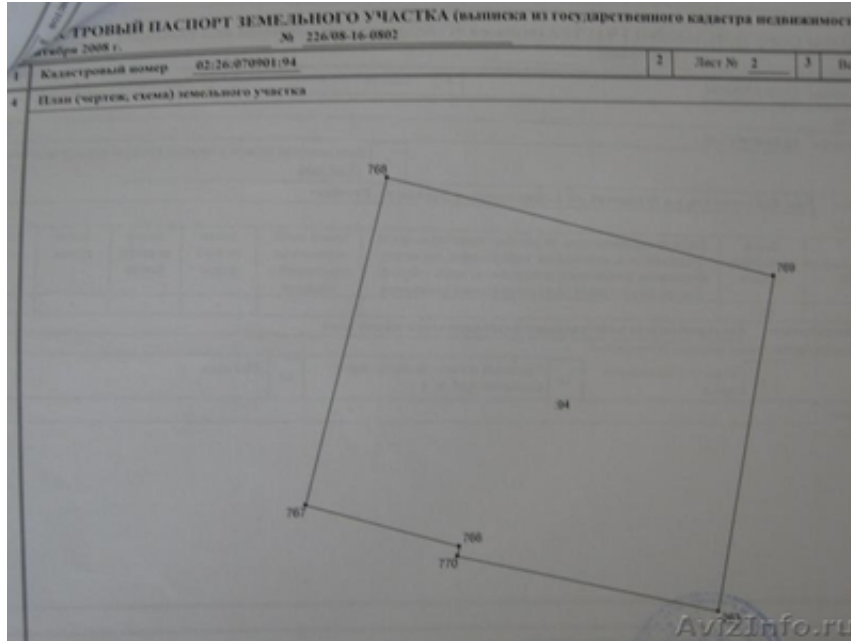 ТРОВЫЙ ПАСПОРТ ЗЕМЕЛЬНОГО УЧАСТКА (выписка из государственного кадастра недвижимост
тября 2008 г. № 226/08-16-0802
1 Кадастровый номер 02:26:070901:94 2 Лист № 2 3 Вс
4 План (чертеж, схема) земельного участка
768
769
:94
767
766
770
AvizInfo.ru